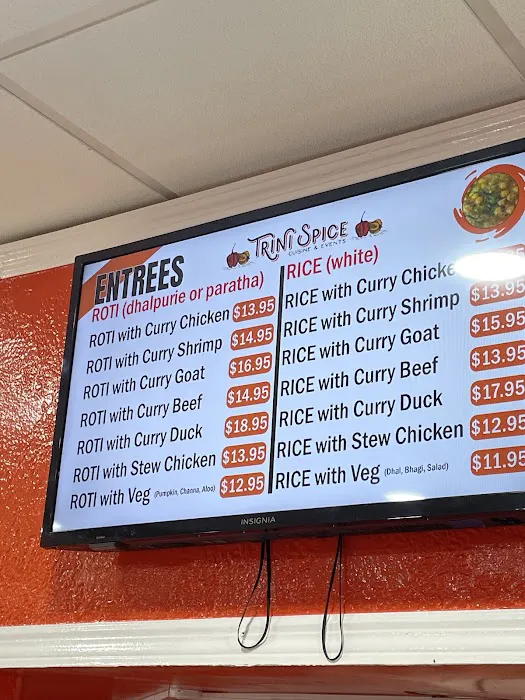 TRINI SPICE
CUISINE & EVENTS
ENTREES
ROTI (dhalpurie or paratha)
ROTI with Curry Chicken $13.95
ROTI with Curry Shrimp $14.95
ROTI with Curry Goat $16.95
ROTI with Curry Beef $14.95
ROTI with Curry Duck $18.95
ROTI with Stew Chicken $13.95
ROTI with Veg (Pumpkin, Channa, Aloo) $12.95
RICE (white)
RICE with Curry Chicke
RICE with Curry Shrimp $13.95
RICE with Curry Goat $15.95
RICE with Curry Beef $13.95
RICE with Curry Duck $17.95
RICE with Stew Chicken $12.95
RICE with Veg (Dhal, Bhagi, Salad) $11.95
INSIGNIA